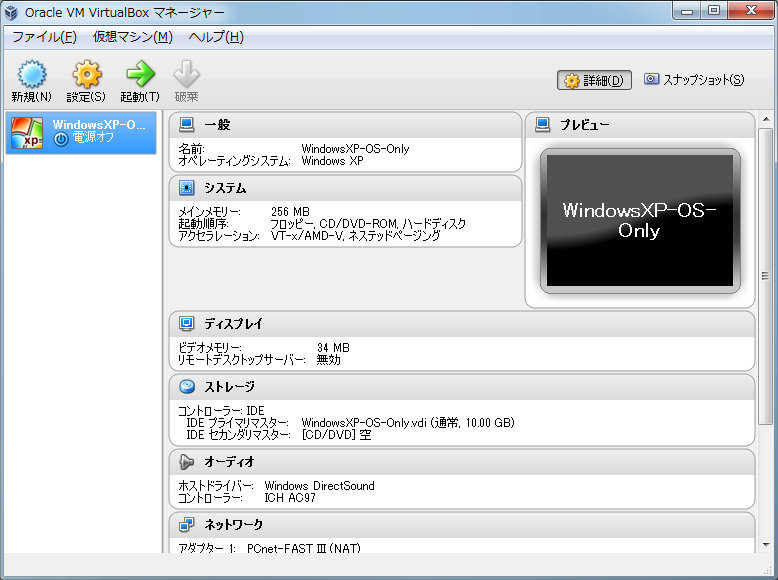 Oracle VM VirtualBox マネージャー
ファイル(F) 仮想マシン(M) ヘルプ(H)
新規(N) 設定(S) 起動(T) 破棄
詳細(D) スナップショット(S)
WindowsXP-O...
電源オフ
一般
名前: WindowsXP-OS-Only
オペレーティングシステム: Windows XP
システム
メインメモリー: 256 MB
起動順序: フロッピー, CD/DVD-ROM, ハードディスク
アクセラレーション: VT-x/AMD-V, ネステッドページング
プレビュー
WindowsXP-OS-
Only
ディスプレイ
ビデオメモリー: 34 MB
リモートデスクトップサーバー: 無効
ストレージ
コントローラー: IDE
IDE プライマリマスター: WindowsXP-OS-Only.vdi (通常, 10.00 GB)
IDE セカンダリマスター: [CD/DVD] 空
オーディオ
ホストドライバー: Windows DirectSound
コントローラー: ICH AC97
ネットワーク
アダプター 1: PCnet-FAST III (NAT)